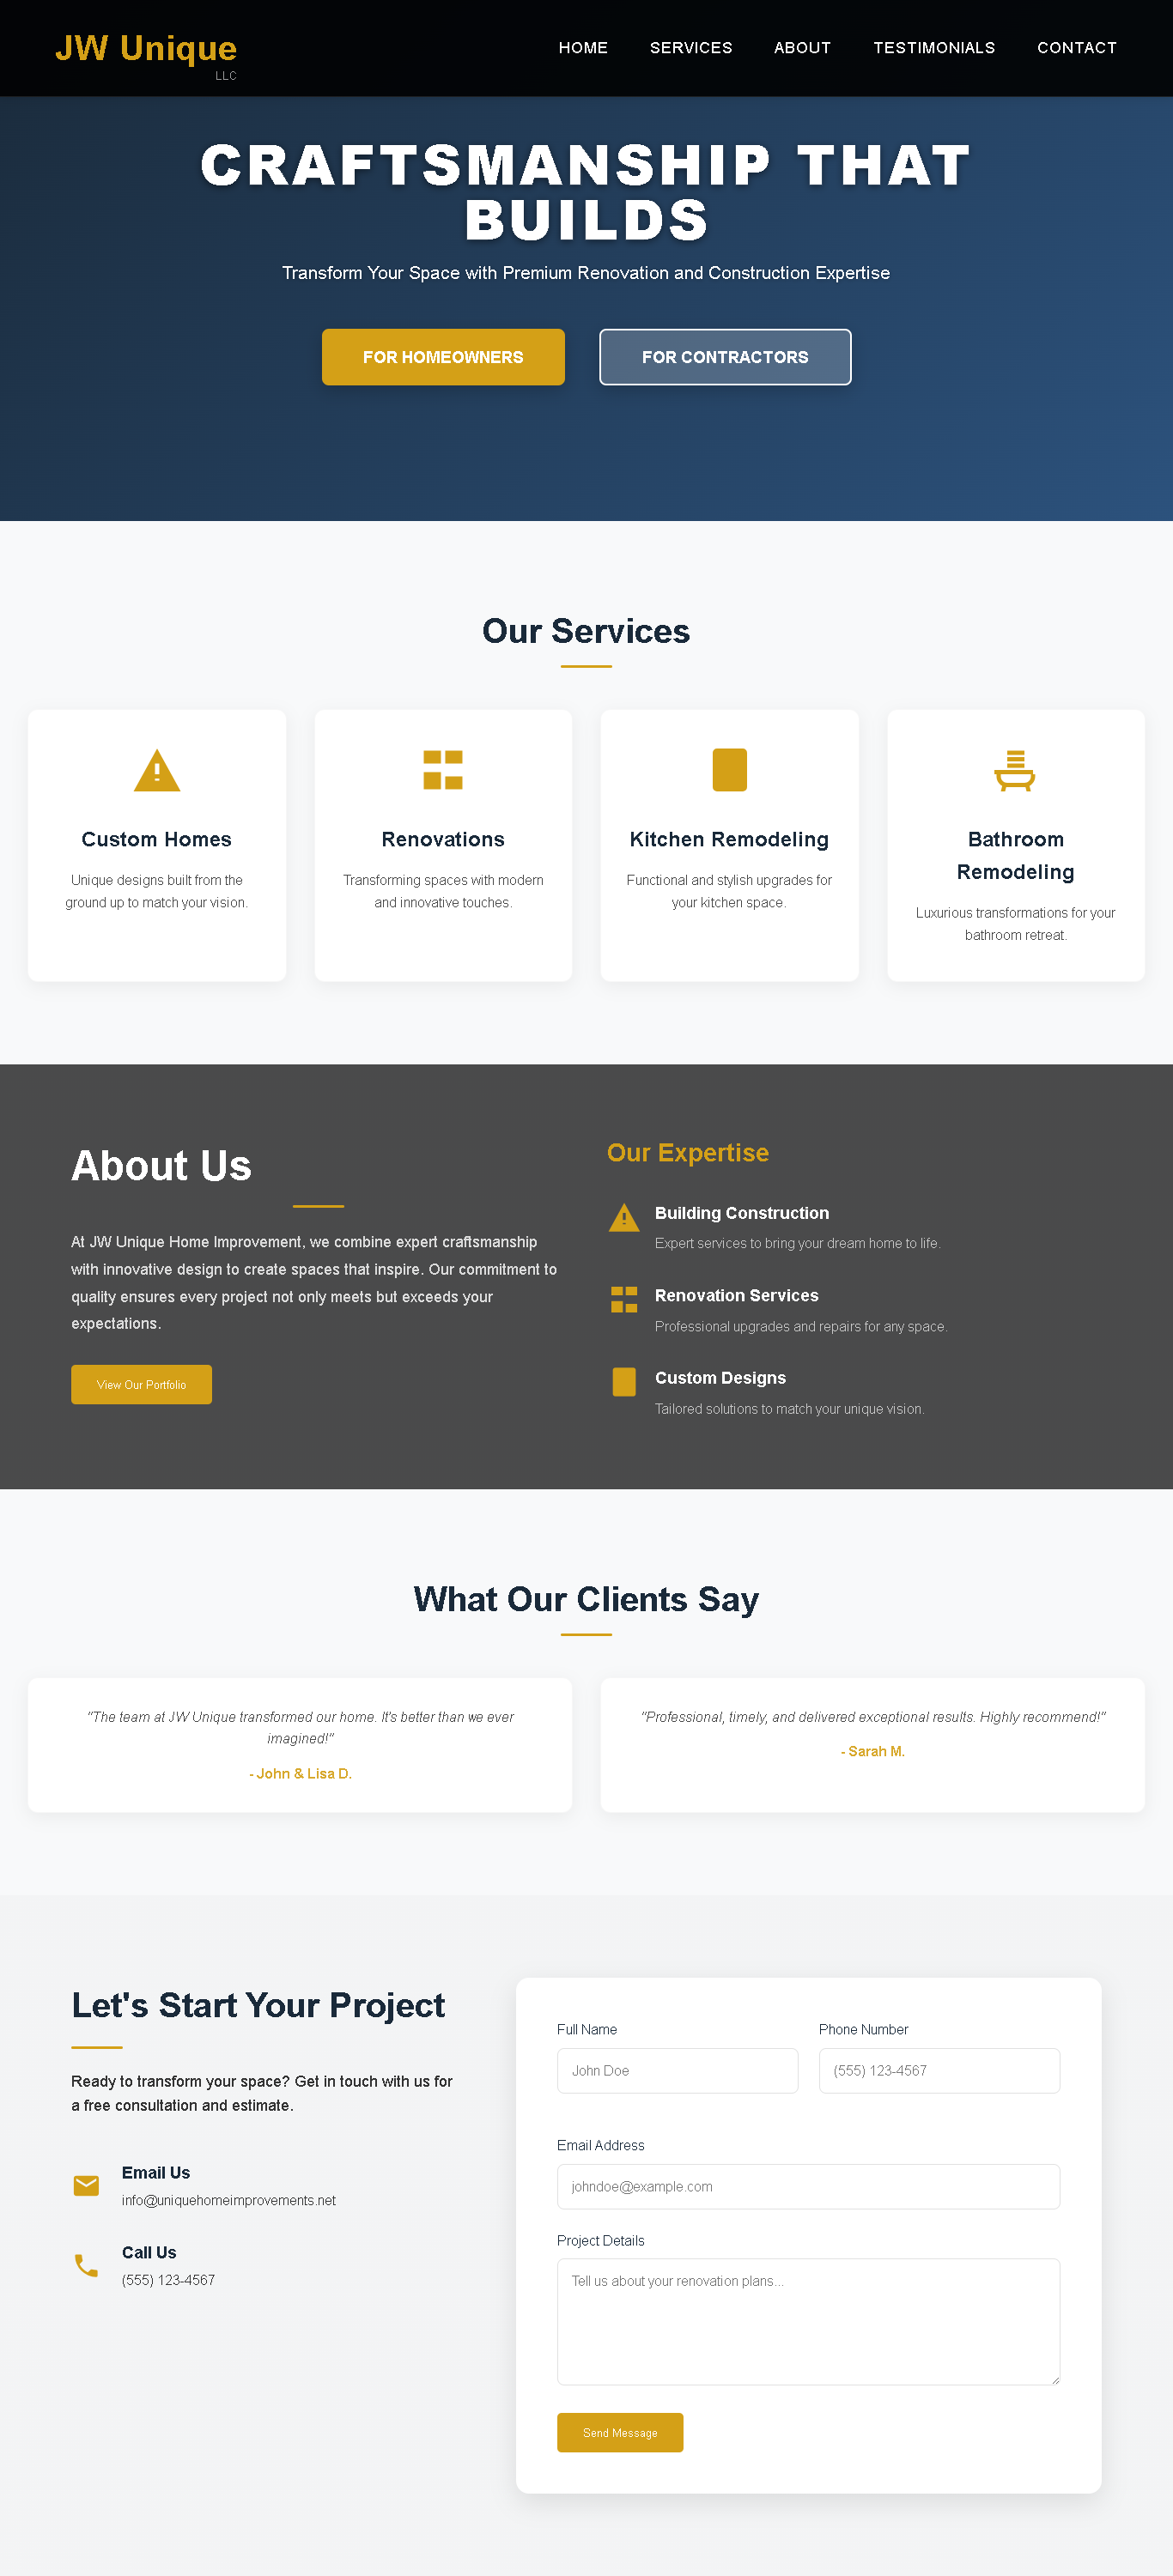 JW Unique
LLC
HOME
SERVICES
ABOUT
TESTIMONIALS
CONTACT
CRAFTSMANSHIP THAT
BUILDS
Transform Your Space with Premium Renovation and Construction Expertise
FOR HOMEOWNERS
FOR CONTRACTORS
Our Services
Custom Homes
Unique designs built from the
ground up to match your vision.
Renovations
Transforming spaces with modern
and innovative touches.
Kitchen Remodeling
Functional and stylish upgrades for
your kitchen space.
Bathroom
Remodeling
Luxurious transformations for your
bathroom retreat.
About Us
At JW Unique Home Improvement, we combine expert craftsmanship
with innovative design to create spaces that inspire. Our commitment to
quality ensures every project not only meets but exceeds your
expectations.
View Our Portfolio
Our Expertise
Building Construction
Expert services to bring your dream home to life.
Renovation Services
Professional upgrades and repairs for any space.
Custom Designs
Tailored solutions to match your unique vision.
What Our Clients Say
"The team at JW Unique transformed our home. It's better than we ever
imagined!"
- John & Lisa D.
"Professional, timely, and delivered exceptional results. Highly recommend!"
- Sarah M.
Let's Start Your Project
Ready to transform your space? Get in touch with us for
a free consultation and estimate.
Email Us
info@uniquehomeimprovements.net
Call Us
(555) 123-4567
Full Name
John Doe
Phone Number
(555) 123-4567
Email Address
johndoe@example.com
Project Details
Tell us about your renovation plans...
Send Message